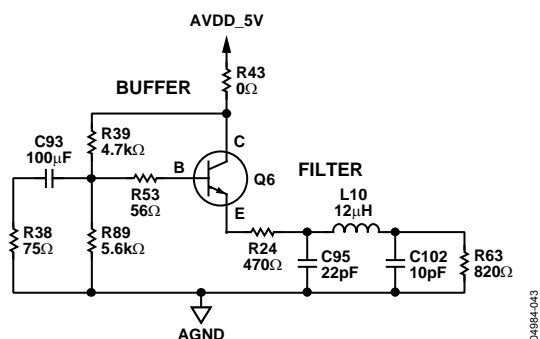 AVDD_5V
R43
0Ω
BUFFER
C93
100μF
R39
4.7kΩ
C
B
Q6
FILTER
R53
56Ω
E
L10
12μH
R38
75Ω
R89
5.6kΩ
R24
470Ω
C95
22pF
C102
10pF
R63
820Ω
AGND
04984-043